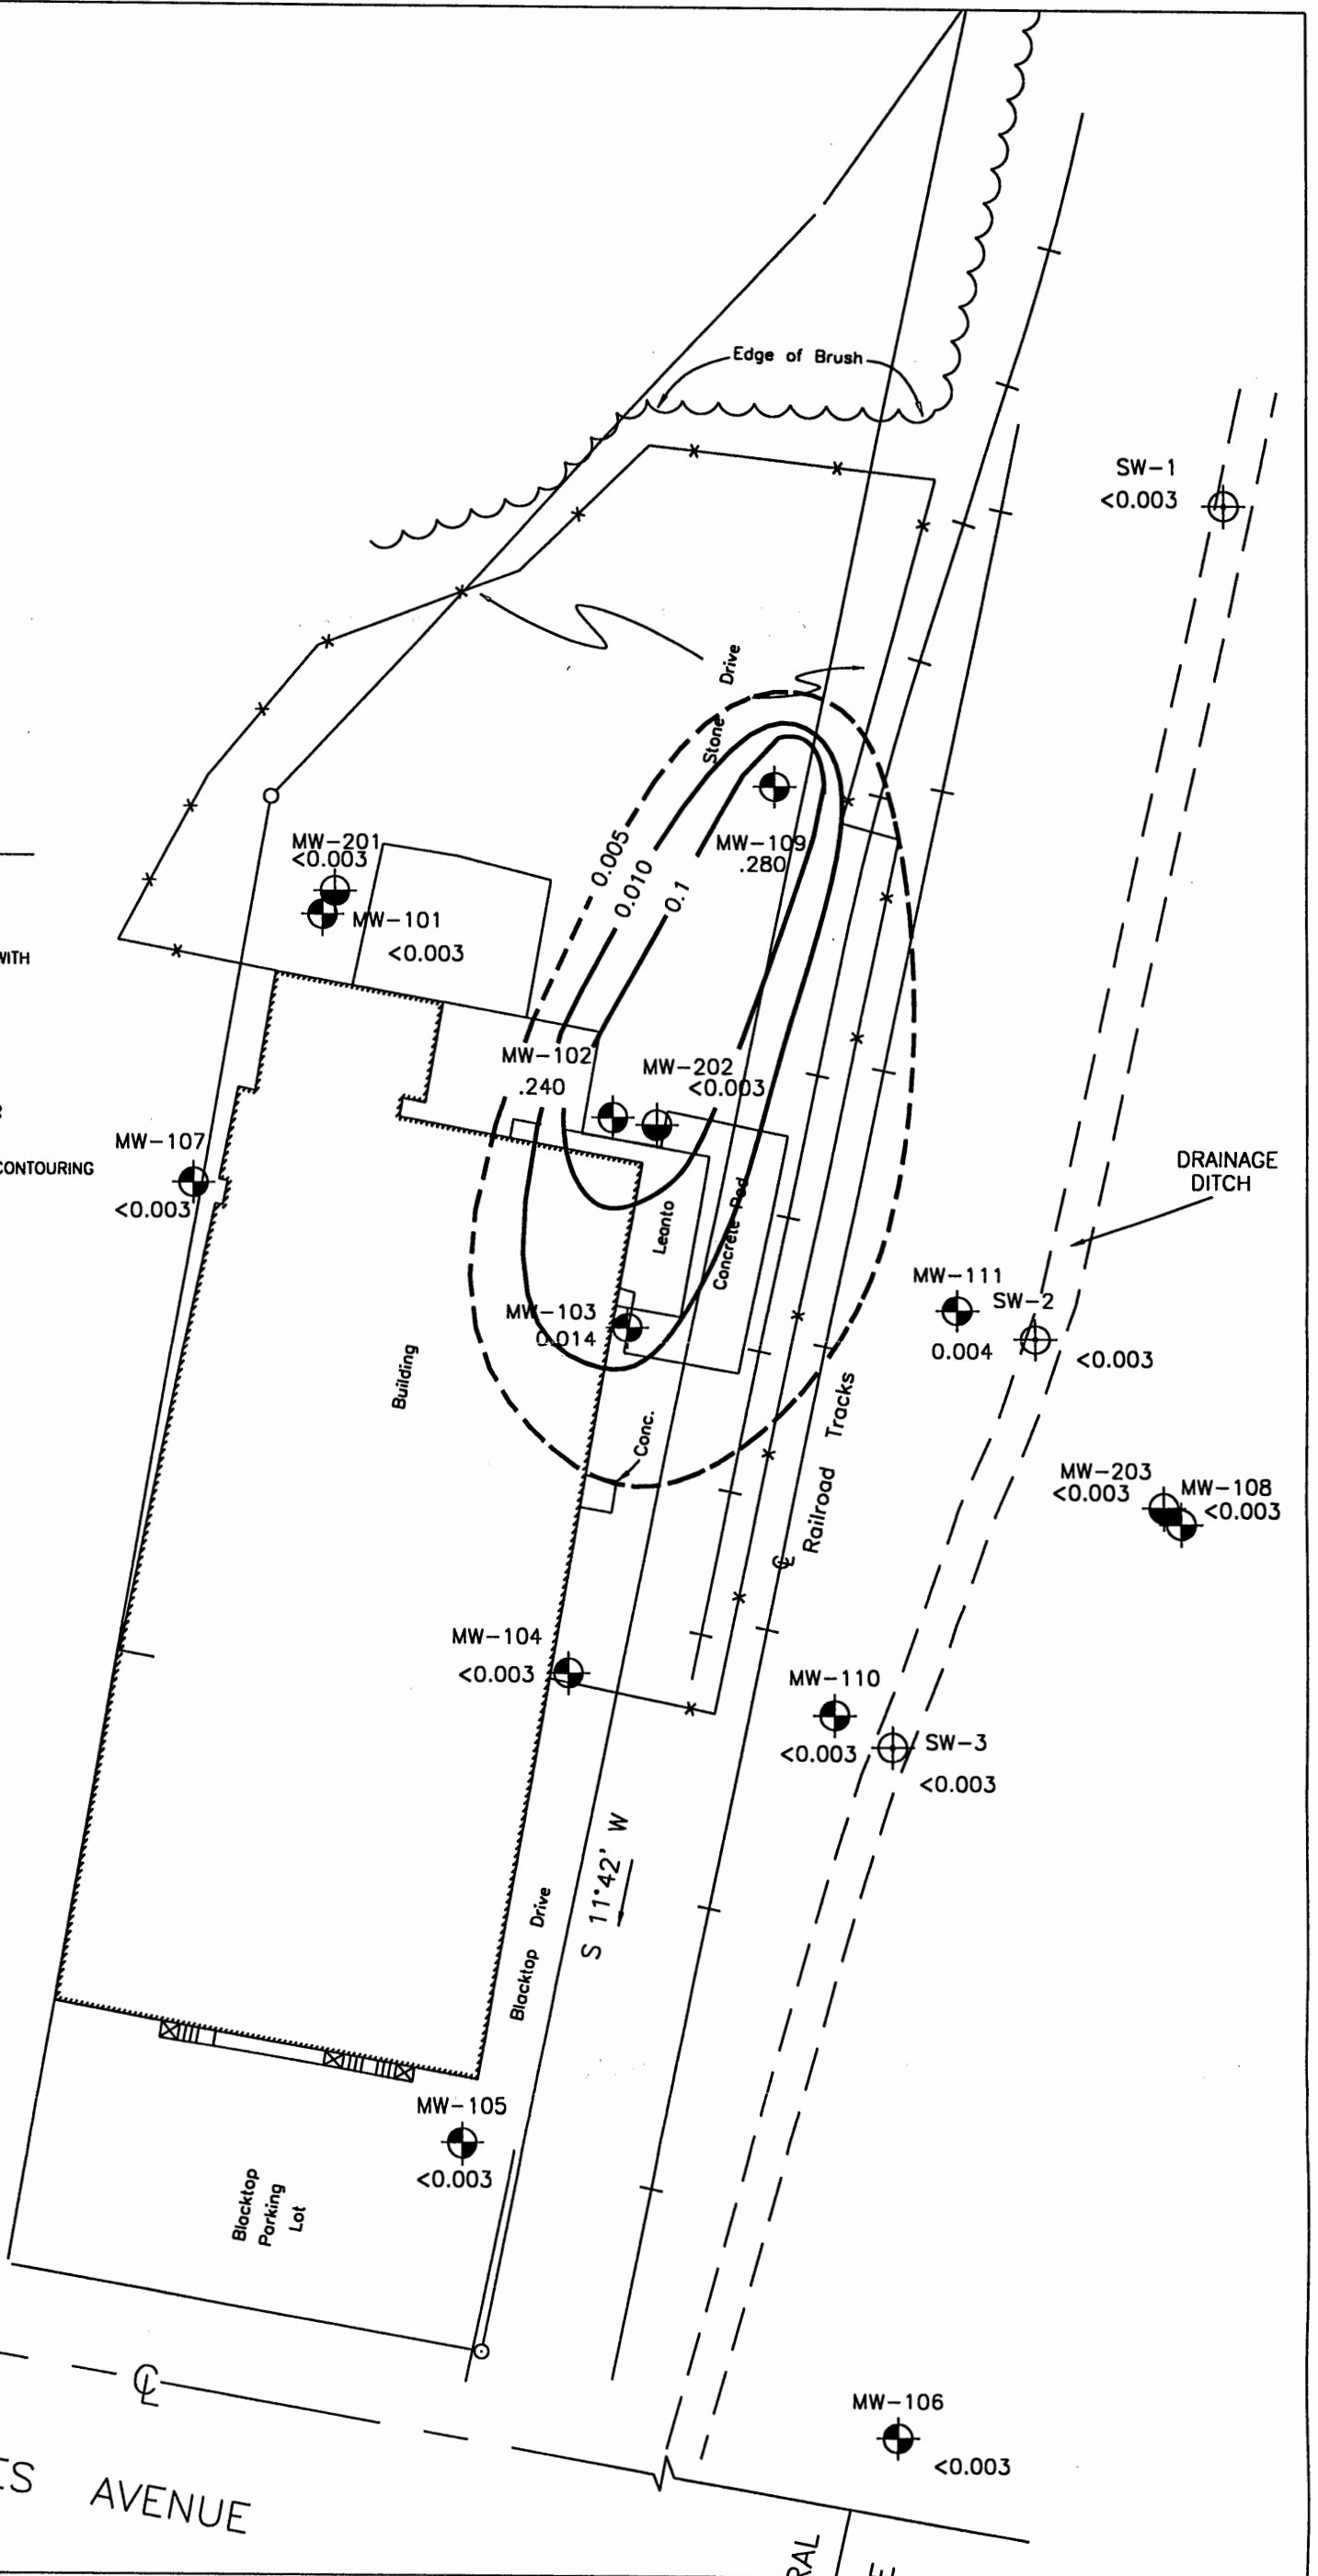 Edge of Brush
SW-1
<0.003
Stone Drive
0.005
0.010
0.1
MW-109
.280
MW-201
<0.003
MW-101
<0.003
WITH
MW-102
.240
MW-202
<0.003
CONTOURING
MW-107
<0.003
DRAINAGE
DITCH
Leanto
Concrete Pad
MW-111
0.004
SW-2
<0.003
MW-103
0.014
Building
Conc.
Railroad Tracks
MW-203
<0.003
MW-108
<0.003
MW-104
<0.003
MW-110
<0.003
SW-3
<0.003
S 11°42' W
Blacktop Drive
MW-105
<0.003
Blacktop
Parking
Lot
MW-106
<0.003
ES AVENUE
RAL